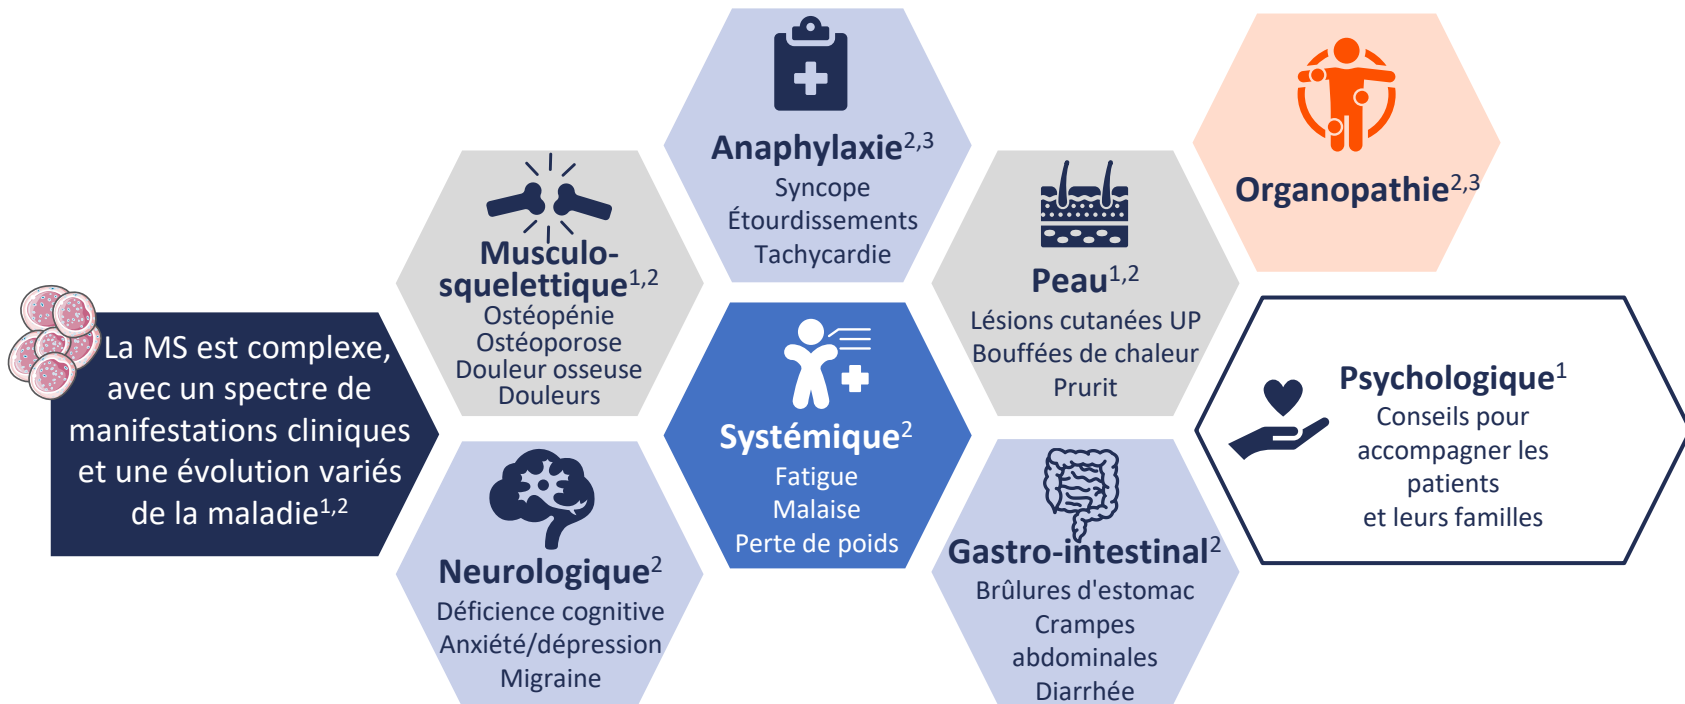 La MS est complexe,
avec un spectre de
manifestations cliniques
et une évolution variés
de la maladie1,2
Musculo-
squelettique1,2
Ostéopénie
Ostéoporose
Douleur osseuse
Douleurs
Neurologique2
Déficience cognitive
Anxiété/dépression
Migraine
Anaphylaxie2,3
Syncope
Étourdissements
Tachycardie
Systémique2
Fatigue
Malaise
Perte de poids
Peau1,2
Lésions cutanées UP
Bouffées de chaleur
Prurit
Gastro-intestinal2
Brûlures d'estomac
Crampes
abdominales
Diarrhée
Organopathie2,3
Psychologique1
Conseils pour
accompagner les
patients
et leurs familles